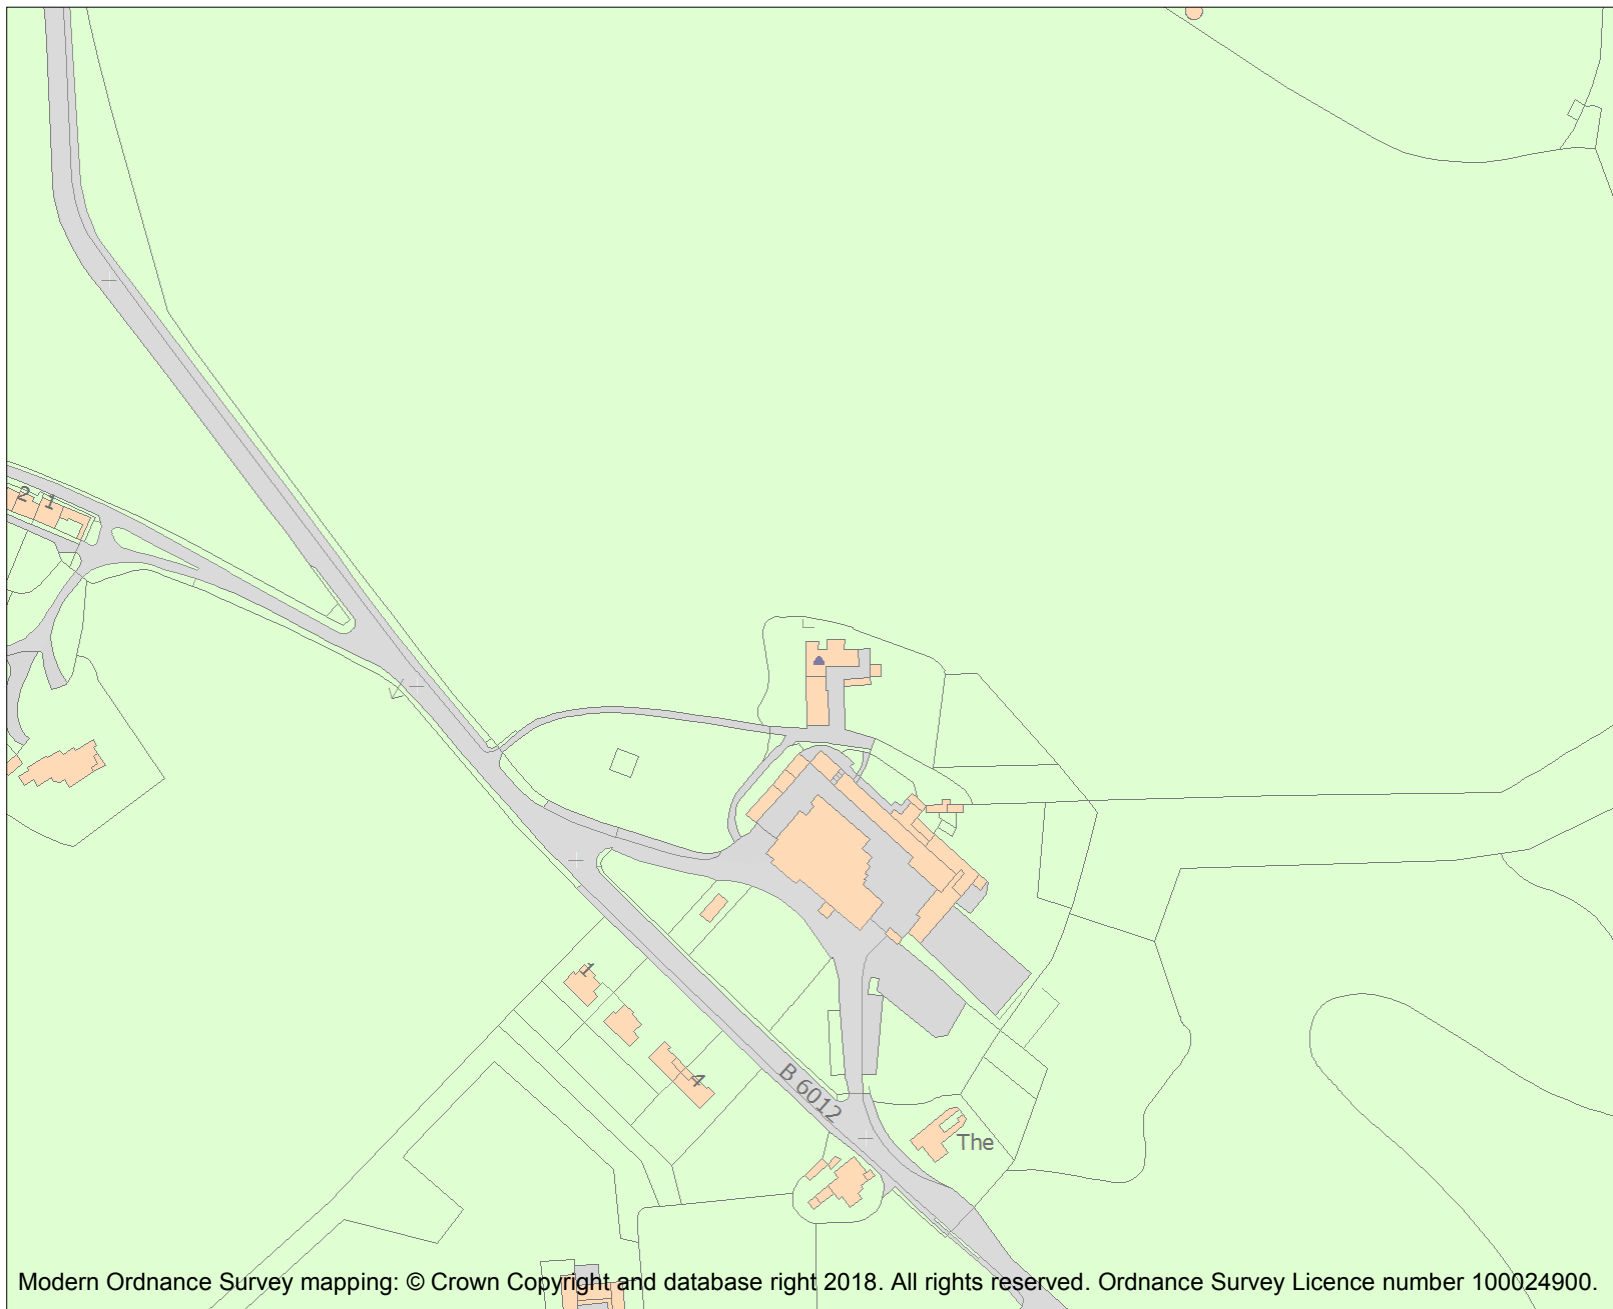 2 1
1
4
B 6012
The
Modern Ordnance Survey mapping: © Crown Copyright and database right 2018. All rights reserved. Ordnance Survey Licence number 100024900.